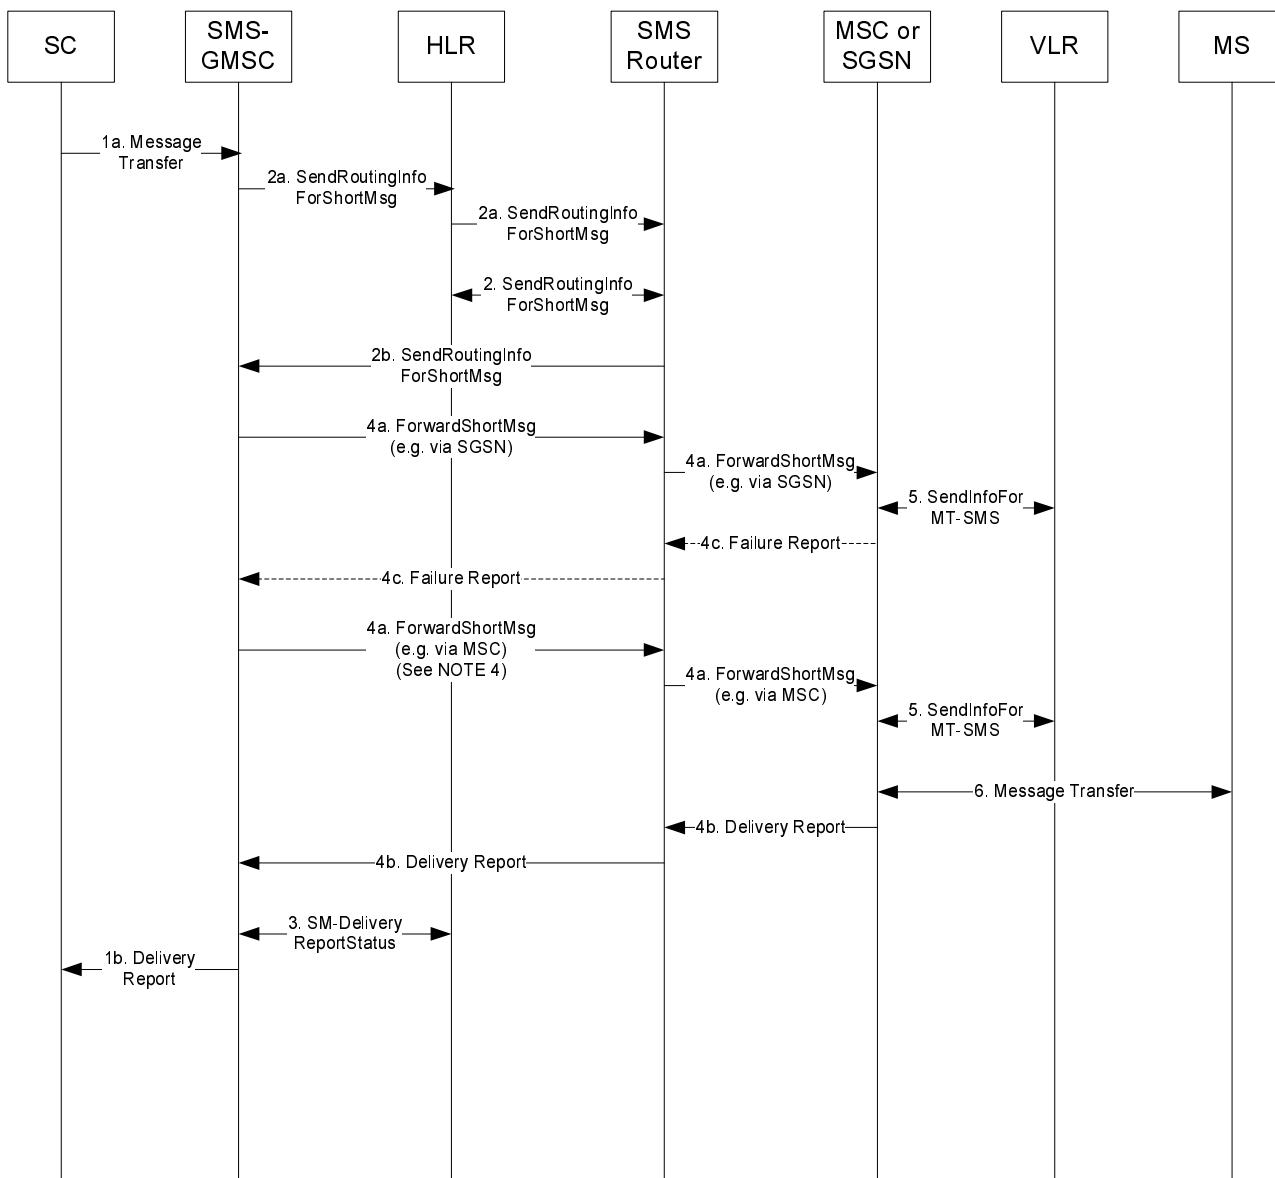 SC
SMS-
GMSC
HLR
SMS
Router
MSC or
SGSN
VLR
MS
1a. Message
Transfer
2a. SendRoutingInfo
ForShortMsg
2a. SendRoutingInfo
ForShortMsg
2. SendRoutingInfo
ForShortMsg
2b. SendRoutingInfo
ForShortMsg
4a. ForwardShortMsg
(e.g. via SGSN)
4a. ForwardShortMsg
(e.g. via SGSN)
5. SendInfoFor
MT-SMS
4c. Failure Report
4c. Failure Report
4a. ForwardShortMsg
(e.g. via MSC)
(See NOTE 4)
4a. ForwardShortMsg
(e.g. via MSC)
5. SendInfoFor
MT-SMS
6. Message Transfer
4b. Delivery Report
4b. Delivery Report
3. SM-Delivery
ReportStatus
1b. Delivery
Report